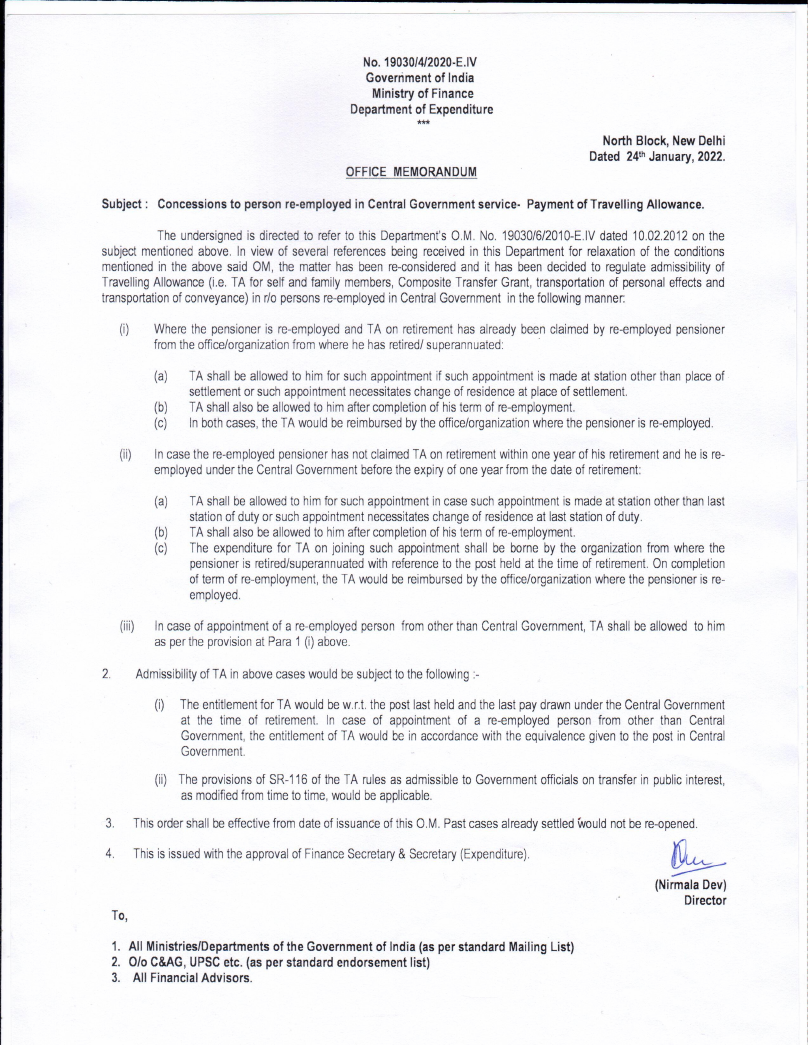 No. 19030/4/2020-E.IV
Government of India
Ministry of Finance
Department of Expenditure
***
North Block, New Delhi
Dated 24th January, 2022.
OFFICE MEMORANDUM
Subject : Concessions to person re-employed in Central Government service- Payment of Travelling Allowance.
The undersigned is directed to refer to this Department's O.M. No. 19030/6/2010-E.IV dated 10.02.2012 on the
subject mentioned above. In view of several references being received in this Department for relaxation of the conditions
mentioned in the above said OM, the matter has been re-considered and it has been decided to regulate admissibility of
Travelling Allowance (i.e. TA for self and family members, Composite Transfer Grant, transportation of personal effects and
transportation of conveyance) in r/o persons re-employed in Central Government in the following manner:
(i) Where the pensioner is re-employed and TA on retirement has already been claimed by re-employed pensioner
from the office/organization from where he has retired/ superannuated:
(a) TA shall be allowed to him for such appointment if such appointment is made at station other than place of
settlement or such appointment necessitates change of residence at place of settlement.
(b) TA shall also be allowed to him after completion of his term of re-employment.
(c) In both cases, the TA would be reimbursed by the office/organization where the pensioner is re-employed.
(ii) In case the re-employed pensioner has not claimed TA on retirement within one year of his retirement and he is re-
employed under the Central Government before the expiry of one year from the date of retirement:
(a) TA shall be allowed to him for such appointment in case such appointment is made at station other than last
station of duty or such appointment necessitates change of residence at last station of duty.
(b) TA shall also be allowed to him after completion of his term of re-employment.
(c) The expenditure for TA on joining such appointment shall be borne by the organization from where the
pensioner is retired/superannuated with reference to the post held at the time of retirement. On completion
of term of re-employment, the TA would be reimbursed by the office/organization where the pensioner is re-
employed.
(iii) In case of appointment of a re-employed person from other than Central Government, TA shall be allowed to him
as per the provision at Para 1 (i) above.
2. Admissibility of TA in above cases would be subject to the following :-
(i) The entitlement for TA would be w.r.t. the post last held and the last pay drawn under the Central Government
at the time of retirement. In case of appointment of a re-employed person from other than Central
Government, the entitlement of TA would be in accordance with the equivalence given to the post in Central
Government.
(ii) The provisions of SR-116 of the TA rules as admissible to Government officials on transfer in public interest,
as modified from time to time, would be applicable.
3. This order shall be effective from date of issuance of this O.M. Past cases already settled would not be re-opened.
4. This is issued with the approval of Finance Secretary & Secretary (Expenditure).
(Nirmala Dev)
Director
To,
1. All Ministries/Departments of the Government of India (as per standard Mailing List)
2. O/o C&AG, UPSC etc. (as per standard endorsement list)
3. All Financial Advisors.